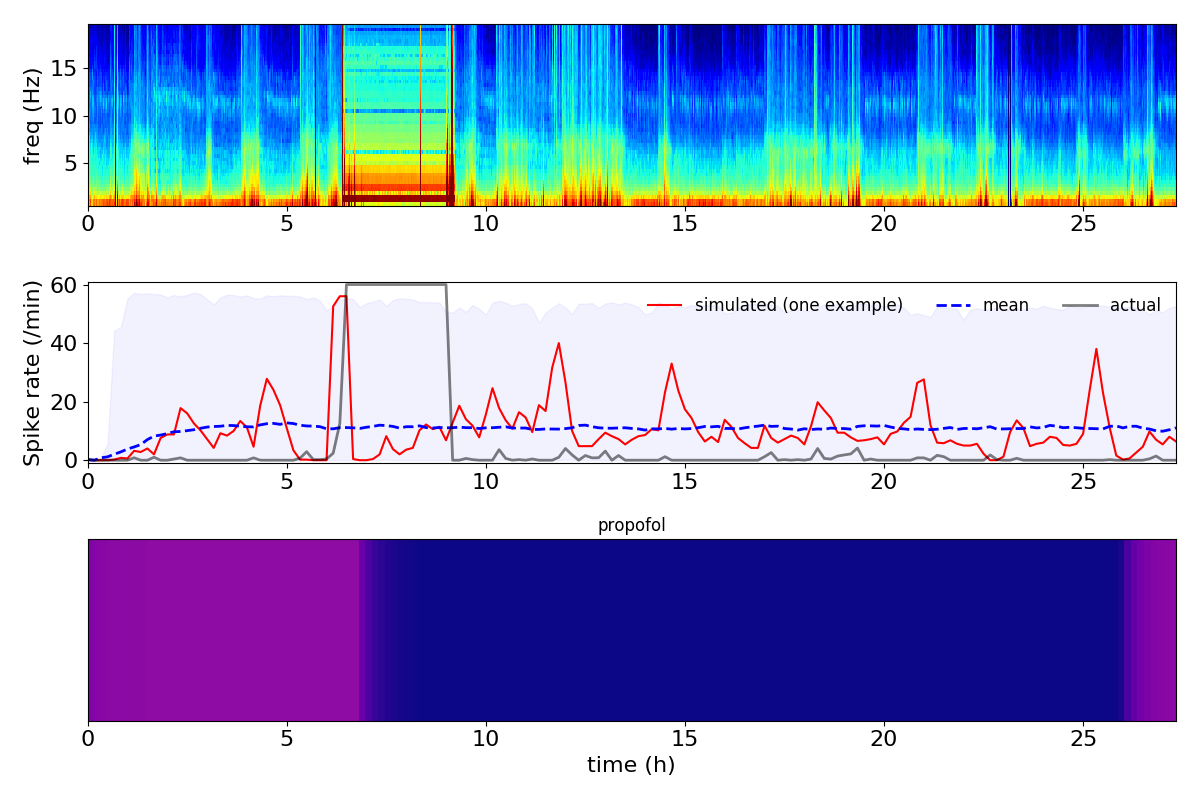 freq (Hz)
15
10
5
0 5 10 15 20 25
Spike rate (/min)
60
40
20
0
simulated (one example) mean actual
0 5 10 15 20 25
propofol
0 5 10 15 20 25
time (h)